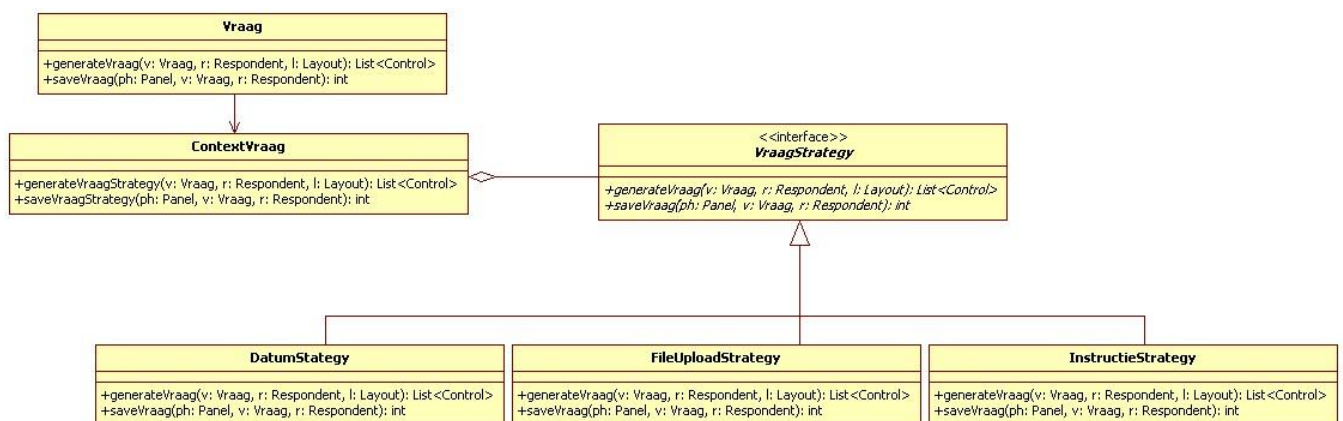 Vraag
+generateVraag(v: Vraag, r: Respondent, l: Layout): List<Control>
+saveVraag(ph: Panel, v: Vraag, r: Respondent): int
ContextVraag
+generateVraagStrategy(v: Vraag, r: Respondent, l: Layout): List<Control>
+saveVraagStrategy(ph: Panel, v: Vraag, r: Respondent): int
<<interface>>
VraagStrategy
+generateVraag(v: Vraag, r: Respondent, l: Layout): List<Control>
+saveVraag(ph: Panel, v: Vraag, r: Respondent): int
DatumStategy
+generateVraag(v: Vraag, r: Respondent, l: Layout): List<Control>
+saveVraag(ph: Panel, v: Vraag, r: Respondent): int
FileUploadStrategy
+generateVraag(v: Vraag, r: Respondent, l: Layout): List<Control>
+saveVraag(ph: Panel, v: Vraag, r: Respondent): int
InstructieStrategy
+generateVraag(v: Vraag, r: Respondent, l: Layout): List<Control>
+saveVraag(ph: Panel, v: Vraag, r: Respondent): int